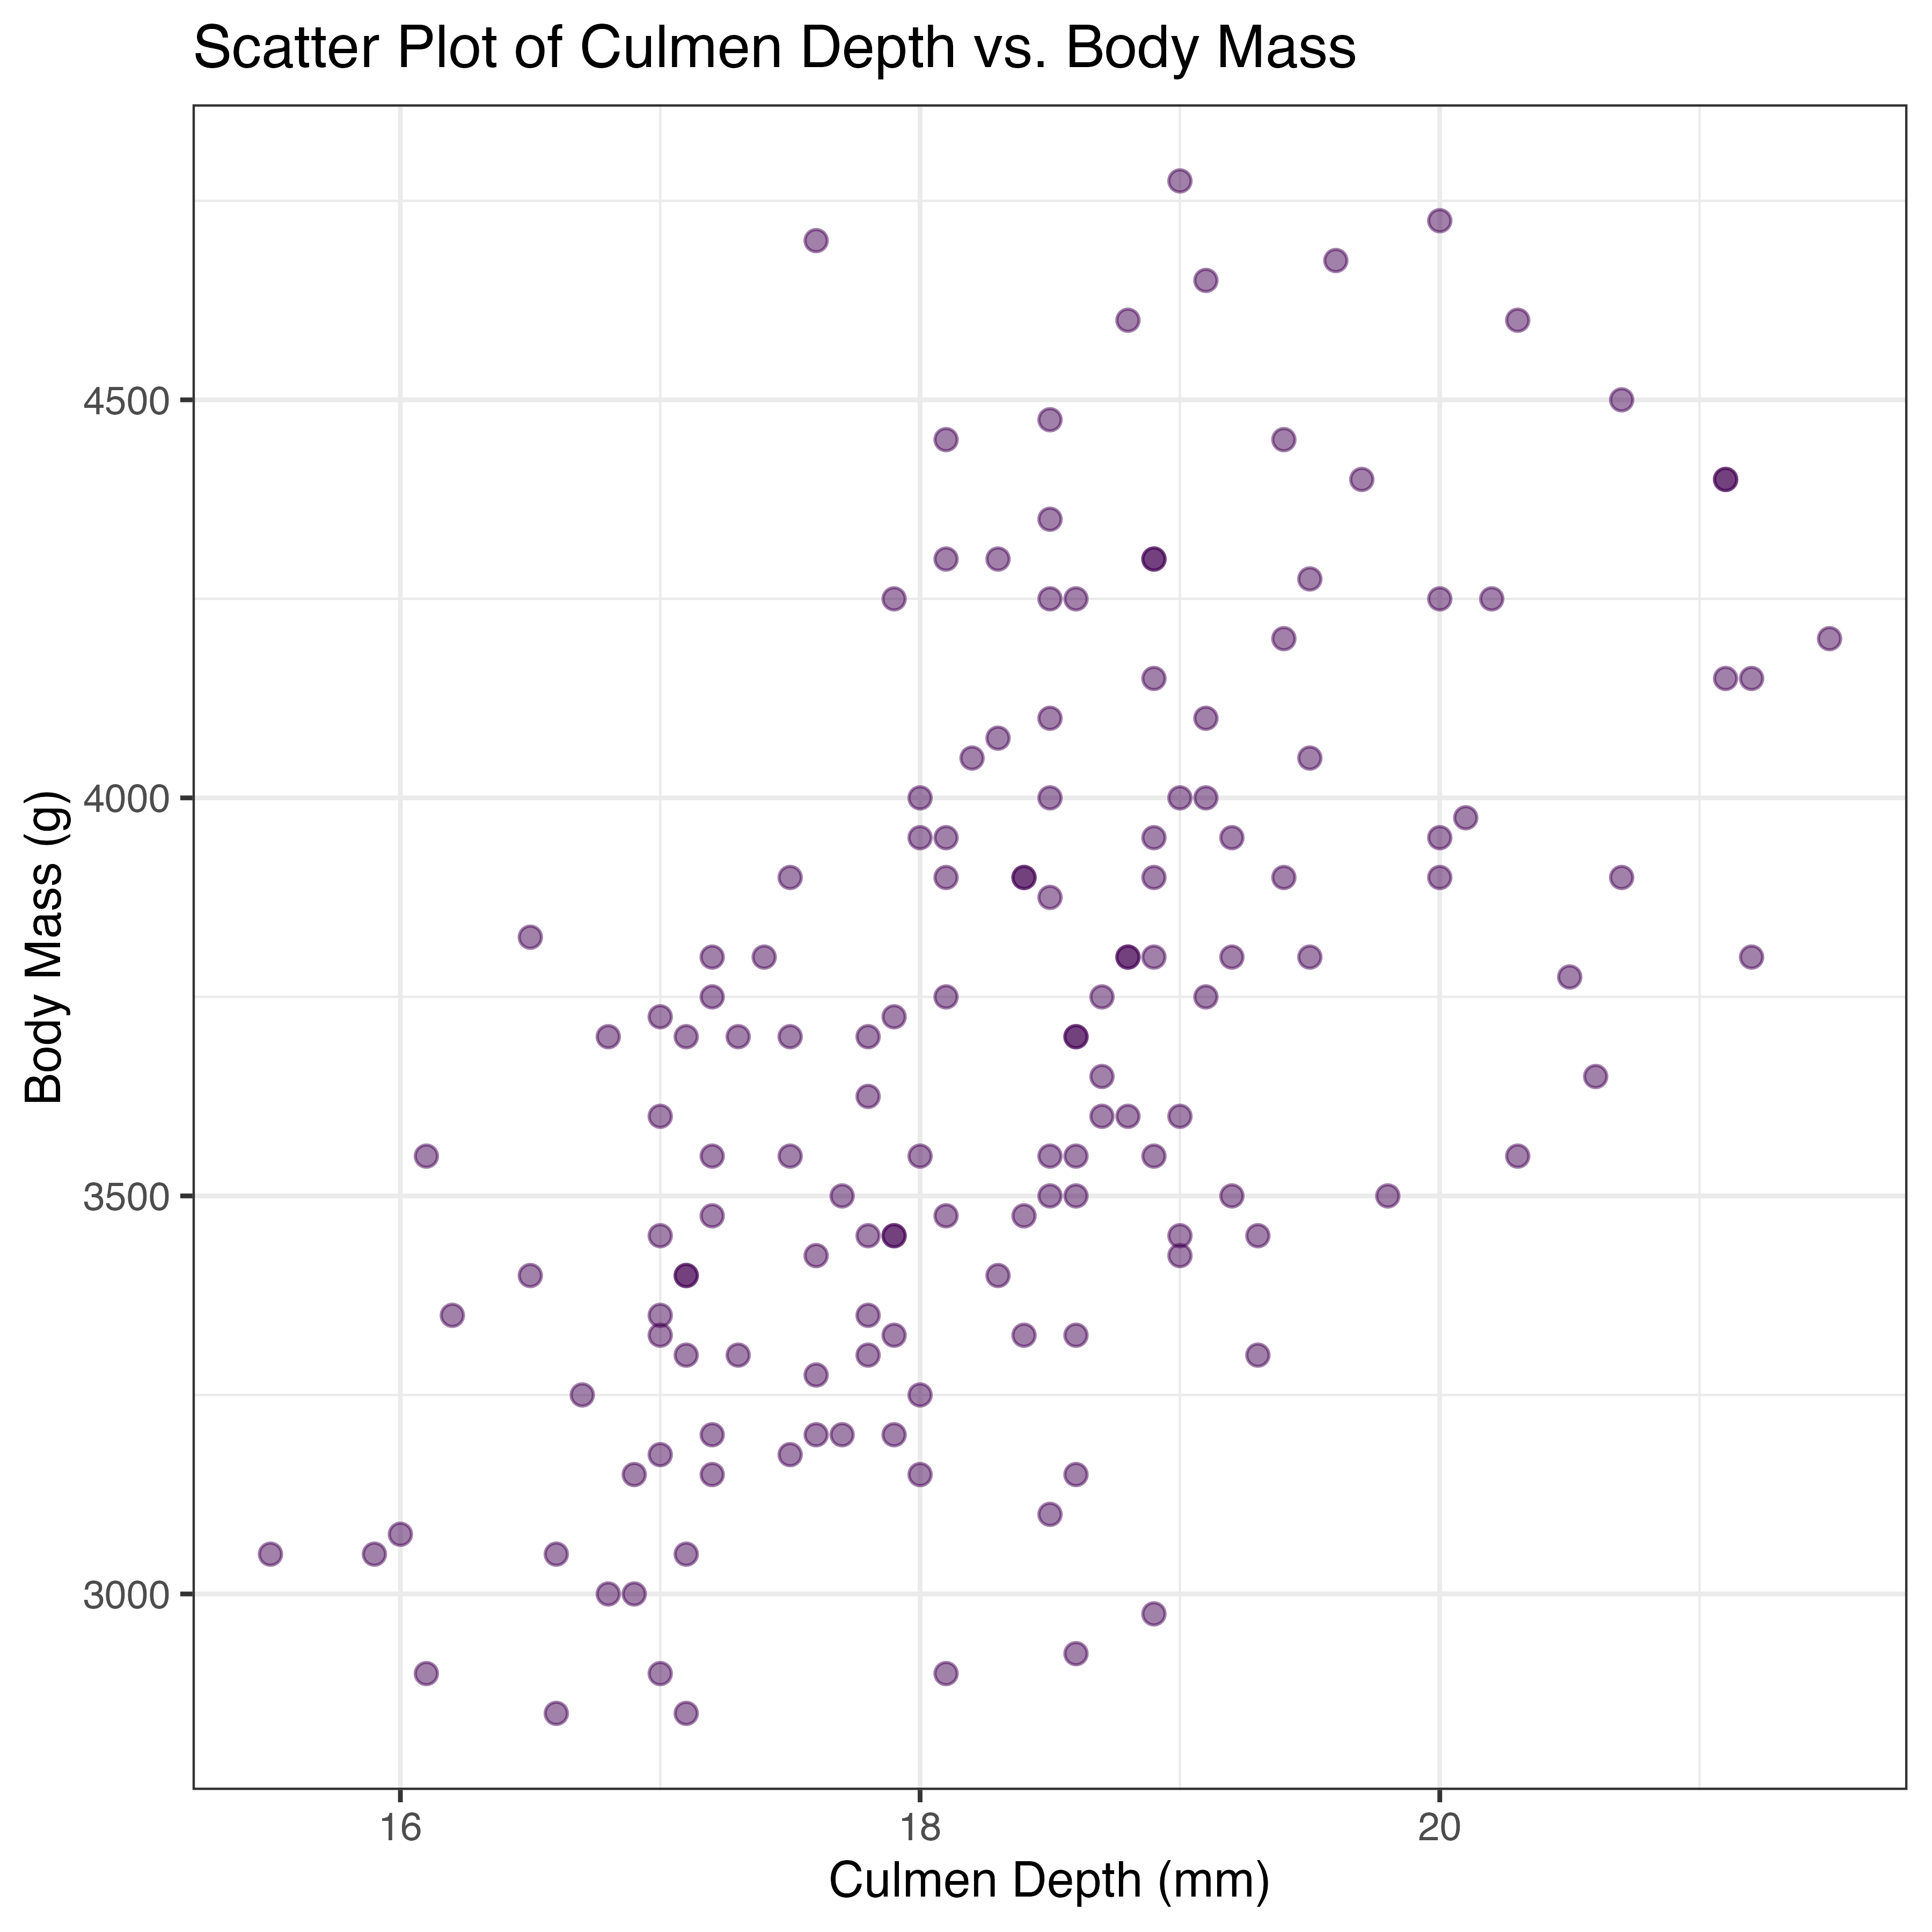 Scatter Plot of Culmen Depth vs. Body Mass
4500
4000
3500
3000
Body Mass (g)
16
18
20
Culmen Depth (mm)